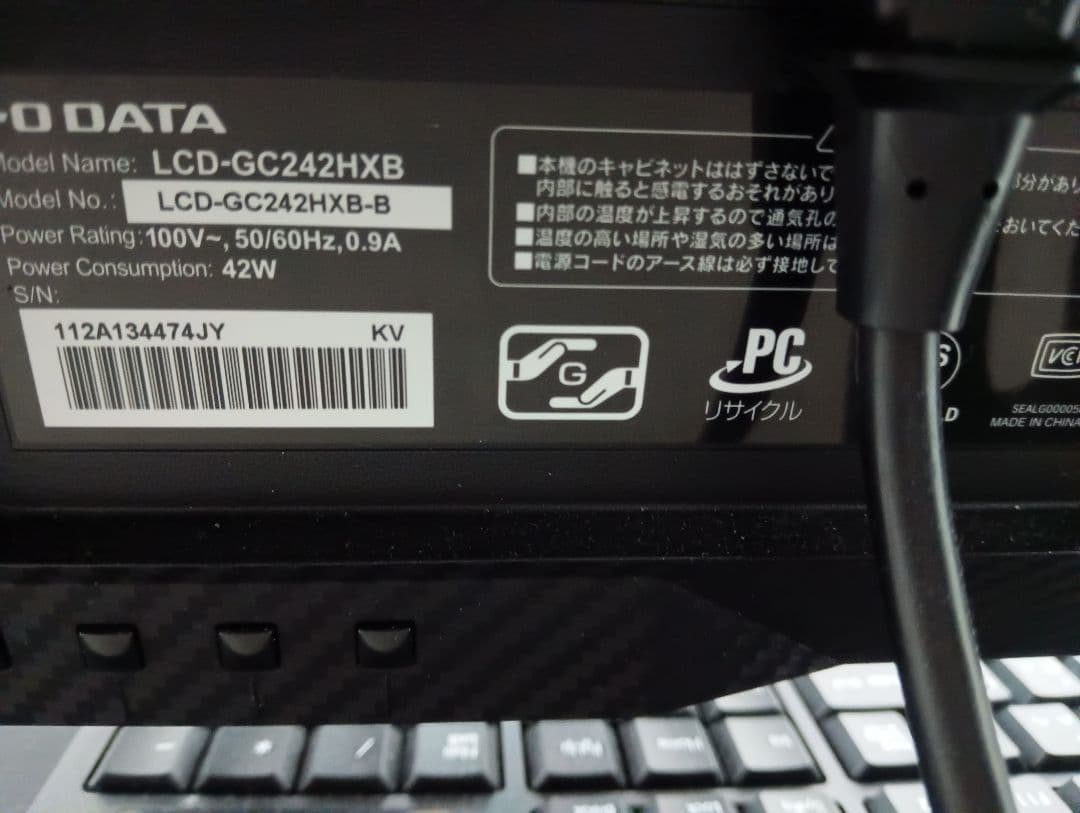 -O DATA
Model Name: LCD-GC242HXB
Model No.: LCD-GC242HXB-B
Power Rating:100V~, 50/60Hz, 0.9A
Power Consumption: 42W
S/N:
112A134474JY KV
■本機のキャビネットははずさないで
内部に触ると感電するおそれがあり
■内部の温度が上昇するので通気孔の
■温度の高い場所や湿気の多い場所は
■電源コードのアース線は必ず接地して
部分があり
おいてくだ
G
PC
リサイクル
S
.D
VCI
SEALG00005
MADE IN CHINA